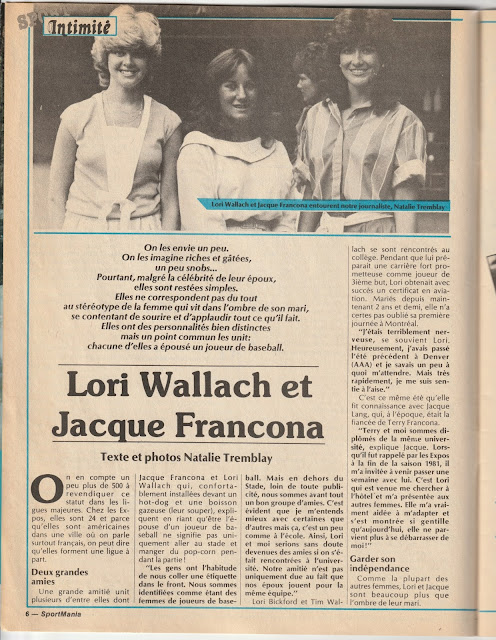 SPORT
Intimité
Lori Wallach et Jacque Francona entourent notre journaliste, Natalie Tremblay
On les envie un peu.
On les imagine riches et gâtées,
un peu snobs...
Pourtant, malgré la célébrité de leur époux,
elles sont restées simples.
Elles ne correspondent pas du tout
au stéréotype de la femme qui vit dans l'ombre de son mari,
se contentant de sourire et d'applaudir tout ce qu'il fait.
Elles ont des personnalités bien distinctes
mais un point commun les unit:
chacune d'elles a épousé un joueur de baseball.
Lori Wallach et
Jacque Francona
Texte et photos Natalie Tremblay
On en compte un
peu plus de 500 à
revendiquer ce
statut dans les li-
gues majeures. Chez les Ex-
pos, elles sont 24 et parce
qu'elles sont américaines
dans une ville où on parle
surtout français, on peut dire
qu'elles forment une ligue à
part.
Deux grandes
amies
Une grande amitié unit
plusieurs d'entre elles dont
Jacque Francona et Lori
Wallach qui, conforta-
blement installées devant un
hot-dog et une boisson
gazeuse (leur souper), expli-
quent en riant qu'être l'é-
pouse d'un joueur de ba-
seball ne signifie pas uni-
quement aller au stade et
manger du pop-corn pen-
dant la partie!
"Les gens ont l'habitude
de nous coller une étiquette
dans le front. Nous sommes
identifiées comme étant des
femmes de joueurs de base-
ball. Mais en dehors du
Stade, loin de toute publi-
cité, nous sommes avant tout
un bon groupe d'amies. C'est
évident que je m'entends
mieux avec certaines que
d'autres mais ça, c'est un peu
comme à l'école. Ainsi, Lori
et moi serions sans doute
devenues des amies si on s'é-
tait rencontrées à l'univer-
sité. Notre amitié n'est pas
uniquement due au fait que
nos époux jouent pour la
même équipe."
Lori Bickford et Tim Wal-
lach se sont rencontrés au
collège. Pendant que lui pré-
parait une carrière fort pro-
metteuse comme joueur de
3ième but, Lori obtenait avec
succès un certificat en avia-
tion. Mariés depuis mainte-
nant 2 ans et demi, elle n'a
certes pas oublié sa première
journée à Montréal.
"J'étais terriblement ner-
veuse, se souvient Lori.
Heureusement, j'avais passé
l'été précédent à Denver
(AAA) et je savais un peu à
quoi m'attendre. Mais très
rapidement, je me suis sen-
tie à l'aise."
C'est ce même été qu'elle
fit connaissance avec Jacque
Lang, qui, à l'époque, était la
fiancée de Terry Francona.
"Terry et moi sommes di-
plômés de la même univer-
sité, explique Jacque. Lors-
qu'il fut rappelé par les Expos
à la fin de la saison 1981, il
m'a invitée à venir passer une
semaine avec lui. C'est Lori
qui est venue me chercher à
l'hôtel et m'a présentée aux
autres femmes. Elle m'a vrai-
ment aidée à m'adapter et
s'est montrée si gentille
qu'aujourd'hui, elle ne par-
vient plus à se débarrasser de
moi!"
Garder son
indépendance
Comme la plupart des
autres femmes, Lori et Jacque
sont beaucoup plus que
l'ombre de leur mari.
6 — SportMania